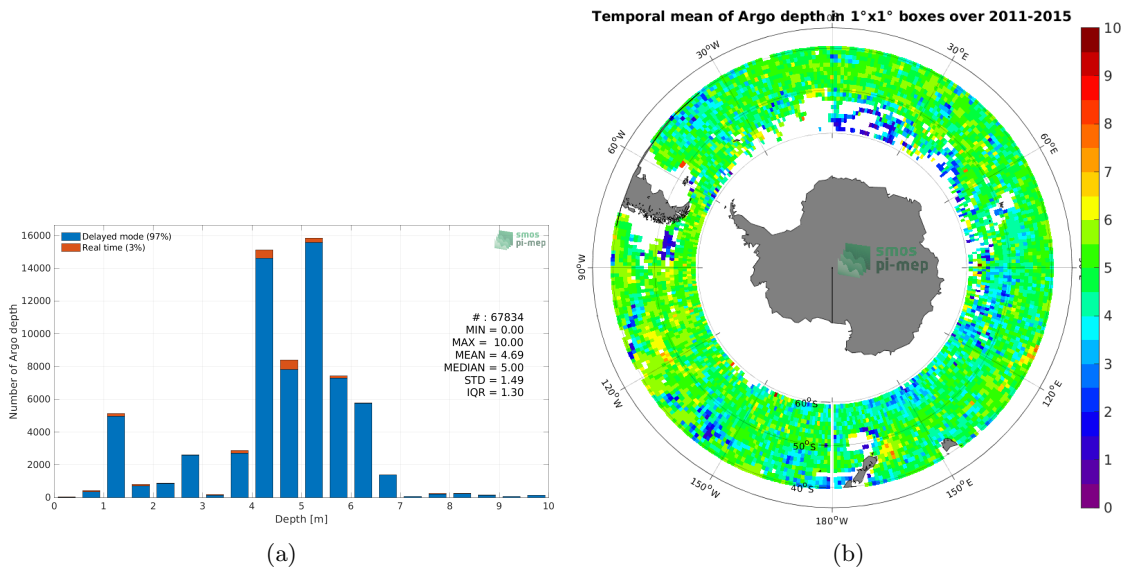 Temporal mean of Argo depth in 1°x1° boxes over 2011-2015
Delayed mode (97%)
Real time (3%)
smos
pi-mep
# : 67834
MIN = 0.00
MAX = 10.00
MEAN = 4.69
MEDIAN = 5.00
STD = 1.49
IQR = 1.30
Number of Argo depth
16000
14000
12000
10000
8000
6000
4000
2000
0
0 1 2 3 4 5 6 7 8 9 10
Depth [m]
(a)
30°W
30°E
60°W
60°E
90°W
120°W
120°E
150°W
150°E
180°W
60°S
50°S
40°S
smos
pi-mep
10
9
8
7
6
5
4
3
2
1
0
(b)